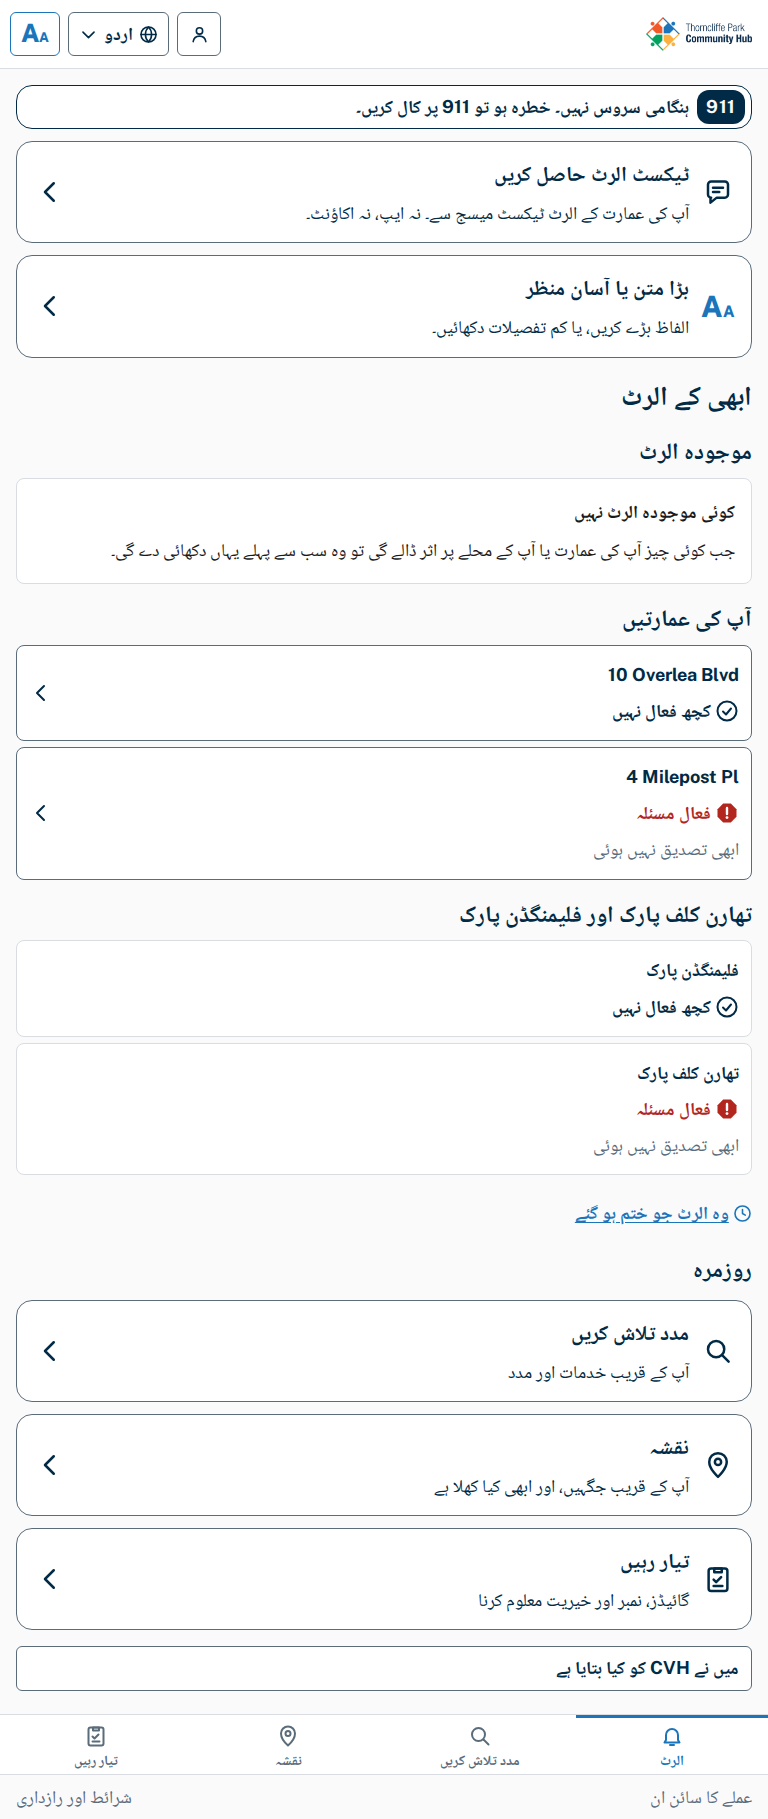 Thorncliffe Park
Community Hub
اردو
AA
911 ہنگامی سروس نہیں۔ خطرہ ہو تو 911 پر کال کریں۔
ٹیکسٹ الرٹ حاصل کریں
آپ کی عمارت کے الرٹ ٹیکسٹ میسج سے۔ نہ ایپ، نہ اکاؤنٹ۔
AA
بڑا متن یا آسان منظر
الفاظ بڑے کریں، یا کم تفصیلات دکھائیں۔
ابھی کے الرٹ
موجودہ الرٹ
کوئی موجودہ الرٹ نہیں
جب کوئی چیز آپ کی عمارت یا آپ کے محلے پر اثر ڈالے گی تو وہ سب سے پہلے یہاں دکھائی دے گی۔
آپ کی عمارتیں
10 Overlea Blvd
کچھ فعال نہیں
4 Milepost Pl
فعال مسئلہ
ابھی تصدیق نہیں ہوئی
تھارن کلف پارک اور فلیمنگڈن پارک
فلیمنگڈن پارک
کچھ فعال نہیں
تھارن کلف پارک
فعال مسئلہ
ابھی تصدیق نہیں ہوئی
وہ الرٹ جو ختم ہو گئے
روزمرہ
مدد تلاش کریں
آپ کے قریب خدمات اور مدد
نقشہ
آپ کے قریب جگہیں، اور ابھی کیا کھلا ہے
تیار رہیں
گائیڈز، نمبر اور خیریت معلوم کرنا
میں نے CVH کو کیا بتایا ہے
الرٹ
مدد تلاش کریں
نقشہ
تیار رہیں
عملے کا سائن ان
شرائط اور رازداری